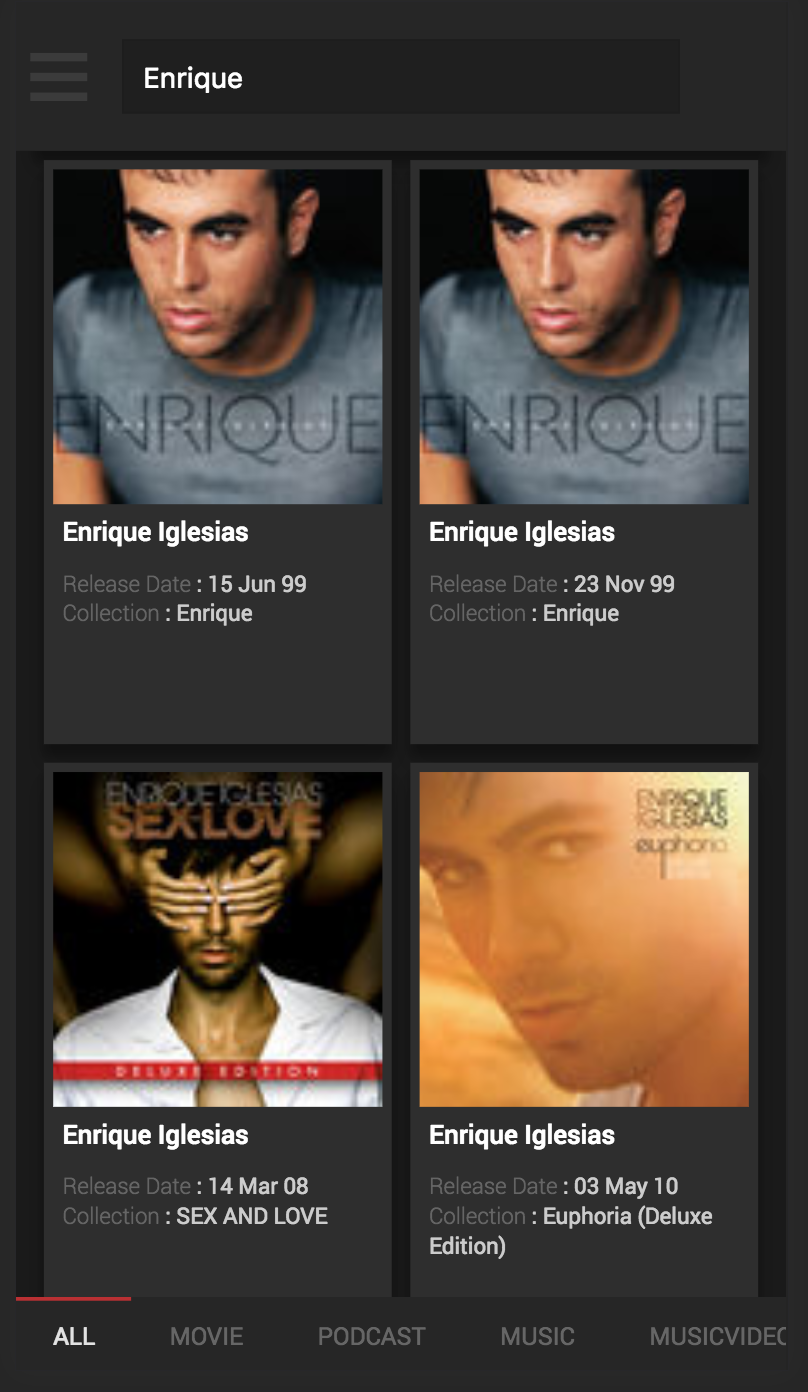 Enrique
ENRIQUE
ENRIQUE IGLESIAS
ENRIQUE
ENRIQUE IGLESIAS
Enrique Iglesias
Release Date : 15 Jun 99
Collection : Enrique
Enrique Iglesias
Release Date : 23 Nov 99
Collection : Enrique
ENRIQUE IGLESIAS
SEX+LOVE
DELUXE EDITION
ENRIQUE
IGLESIAS
euphoria
Enrique Iglesias
Release Date : 14 Mar 08
Collection : SEX AND LOVE
Enrique Iglesias
Release Date : 03 May 10
Collection : Euphoria (Deluxe
Edition)
ALL
MOVIE
PODCAST
MUSIC
MUSICVIDEO